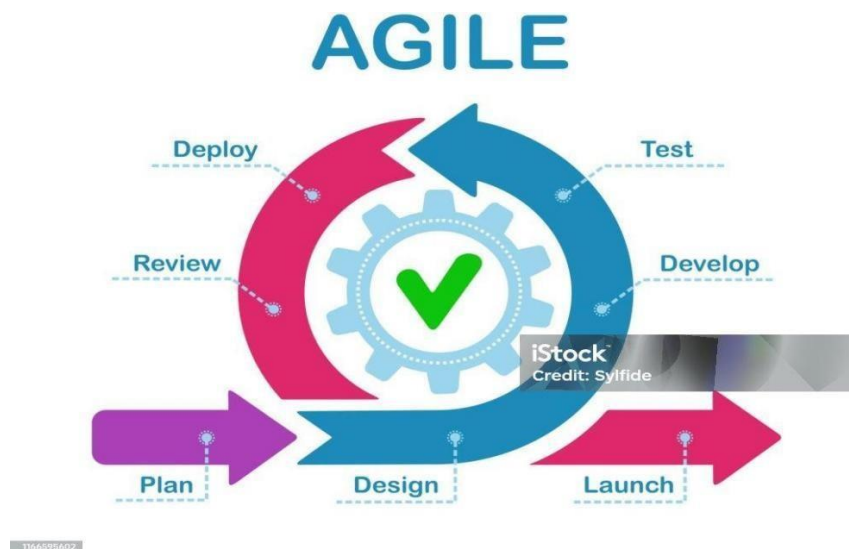 AGILE
Deploy
Test
Review
Develop
iStock
Credit: Sylfide
Plan
Design
Launch